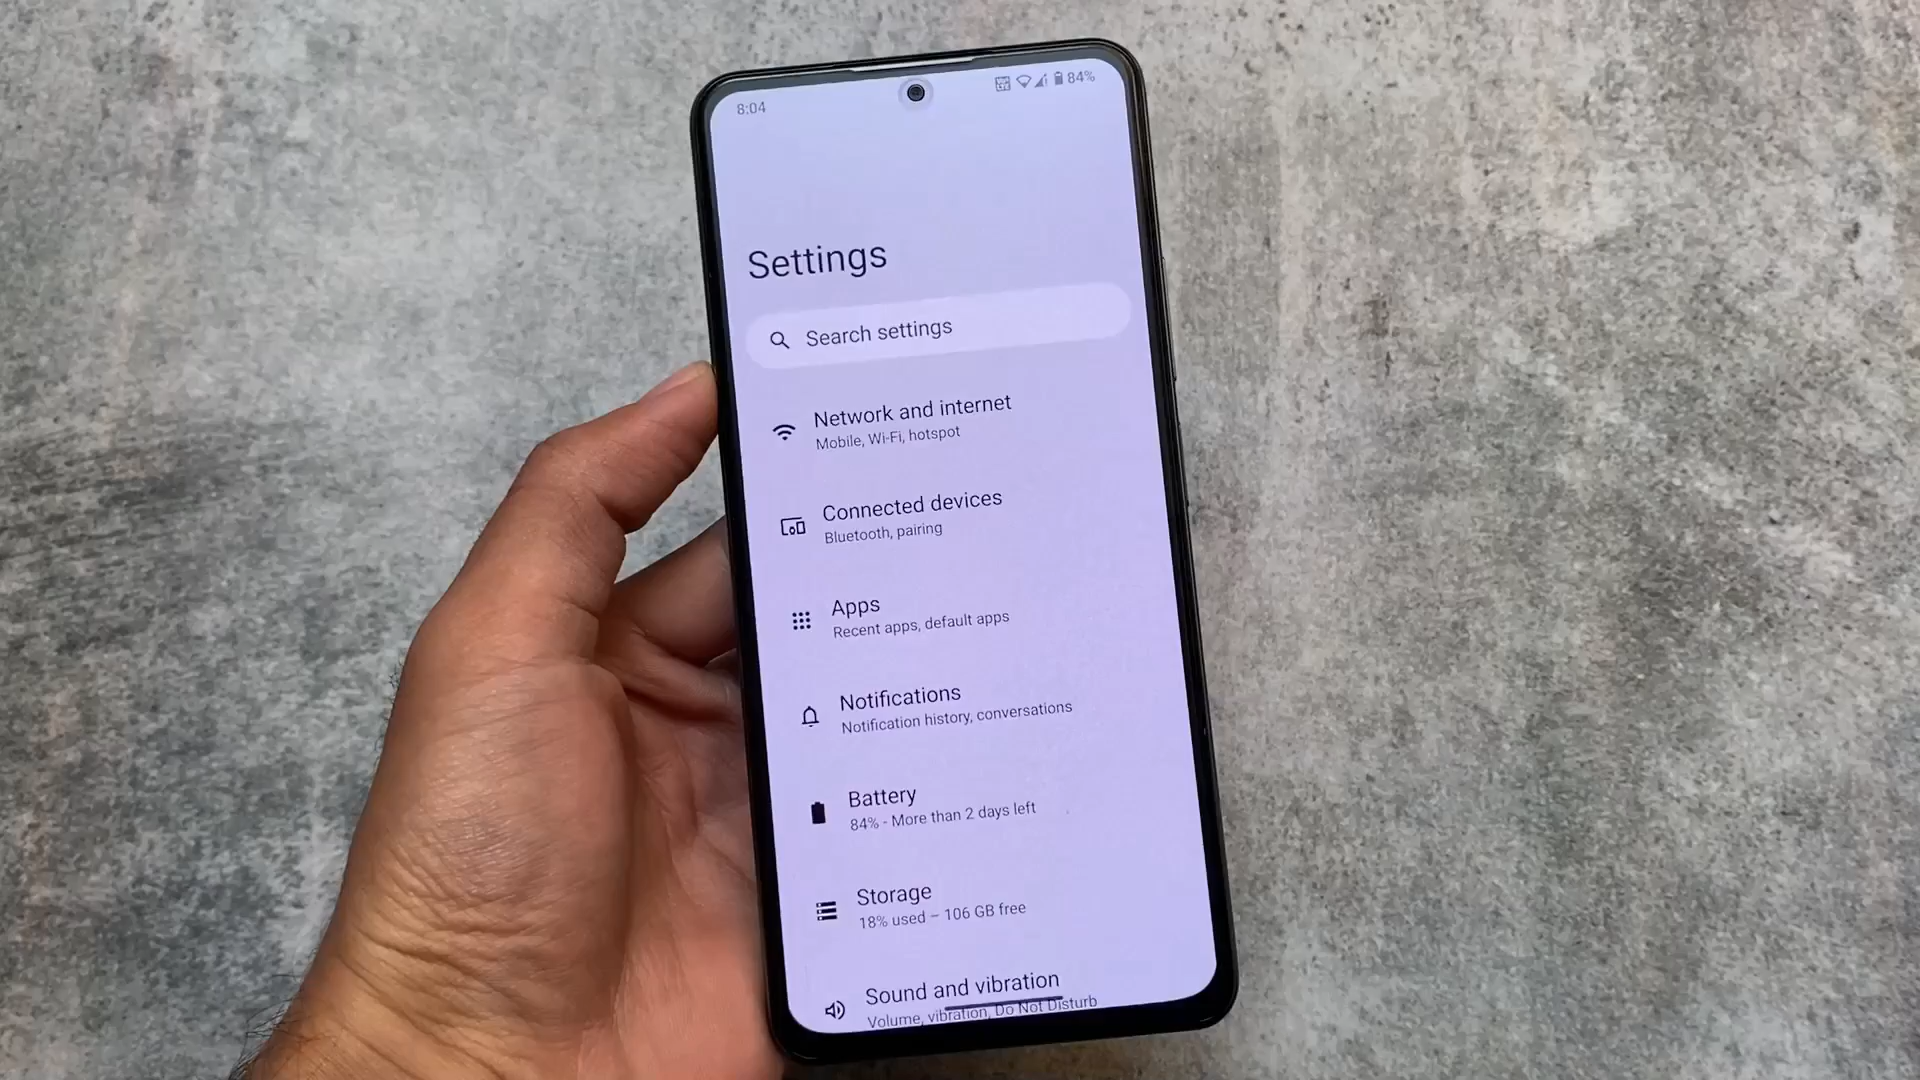 8:04
84%
Settings
Search settings
Network and internet
Mobile, Wi-Fi, hotspot
Connected devices
Bluetooth, pairing
Apps
Recent apps, default apps
Notifications
Notification history, conversations
Battery
84% - More than 2 days left
Storage
18% used – 106 GB free
Sound and vibration
Volume, vibration, Do Not Disturb